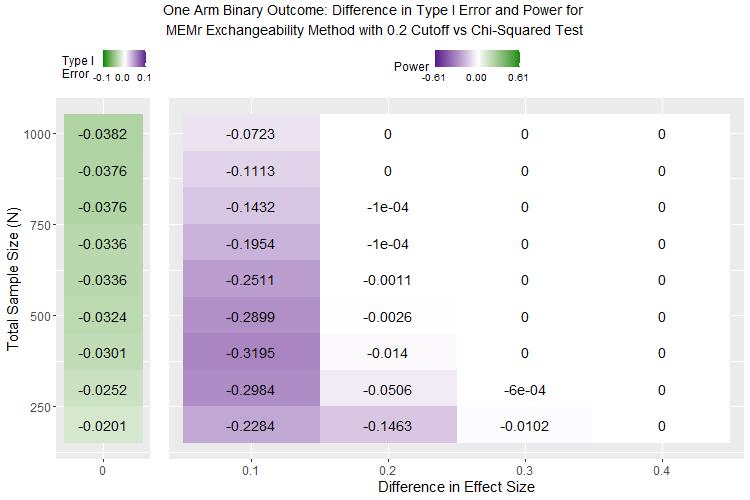 One Arm Binary Outcome: Difference in Type I Error and Power for
MEMr Exchangeability Method with 0.2 Cutoff vs Chi-Squared Test
Type I
Error
-0.1 0.0 0.1
Power
-0.61 0.00 0.61
Total Sample Size (N)
1000 -0.0382 -0.0723 0 0 0
-0.0376 -0.1113 0 0 0
750 -0.0376 -0.1432 -1e-04 0 0
-0.0336 -0.1954 -1e-04 0 0
-0.0336 -0.2511 -0.0011 0 0
500 -0.0324 -0.2899 -0.0026 0 0
-0.0301 -0.3195 -0.014 0 0
250 -0.0252 -0.2984 -0.0506 -6e-04 0
-0.0201 -0.2284 -0.1463 -0.0102 0
0 0.1 0.2 0.3 0.4
Difference in Effect Size